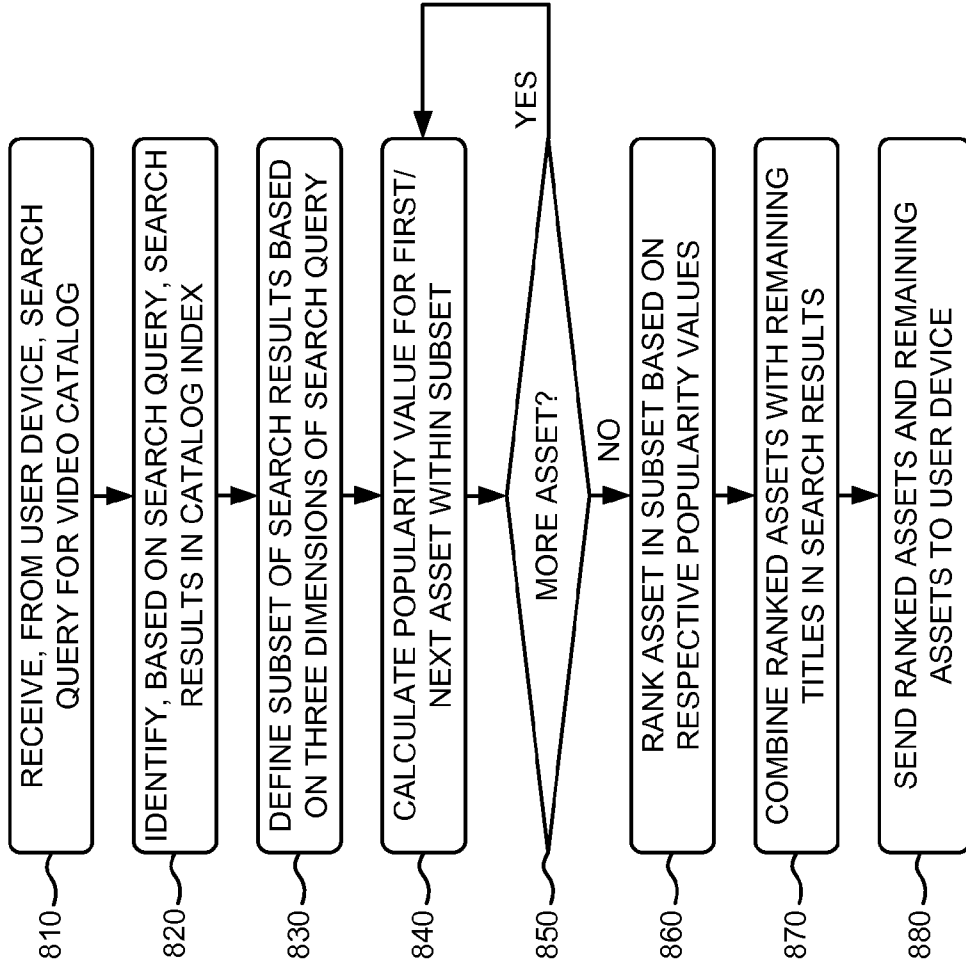 810
RECEIVE, FROM USER DEVICE, SEARCH
QUERY FOR VIDEO CATALOG
820
IDENTIFY, BASED ON SEARCH QUERY, SEARCH
RESULTS IN CATALOG INDEX
830
DEFINE SUBSET OF SEARCH RESULTS BASED
ON THREE DIMENSIONS OF SEARCH QUERY
840
CALCULATE POPULARITY VALUE FOR FIRST/
NEXT ASSET WITHIN SUBSET
850
MORE ASSET?
YES
NO
860
RANK ASSET IN SUBSET BASED ON
RESPECTIVE POPULARITY VALUES
870
COMBINE RANKED ASSETS WITH REMAINING
TITLES IN SEARCH RESULTS
880
SEND RANKED ASSETS AND REMAINING
ASSETS TO USER DEVICE